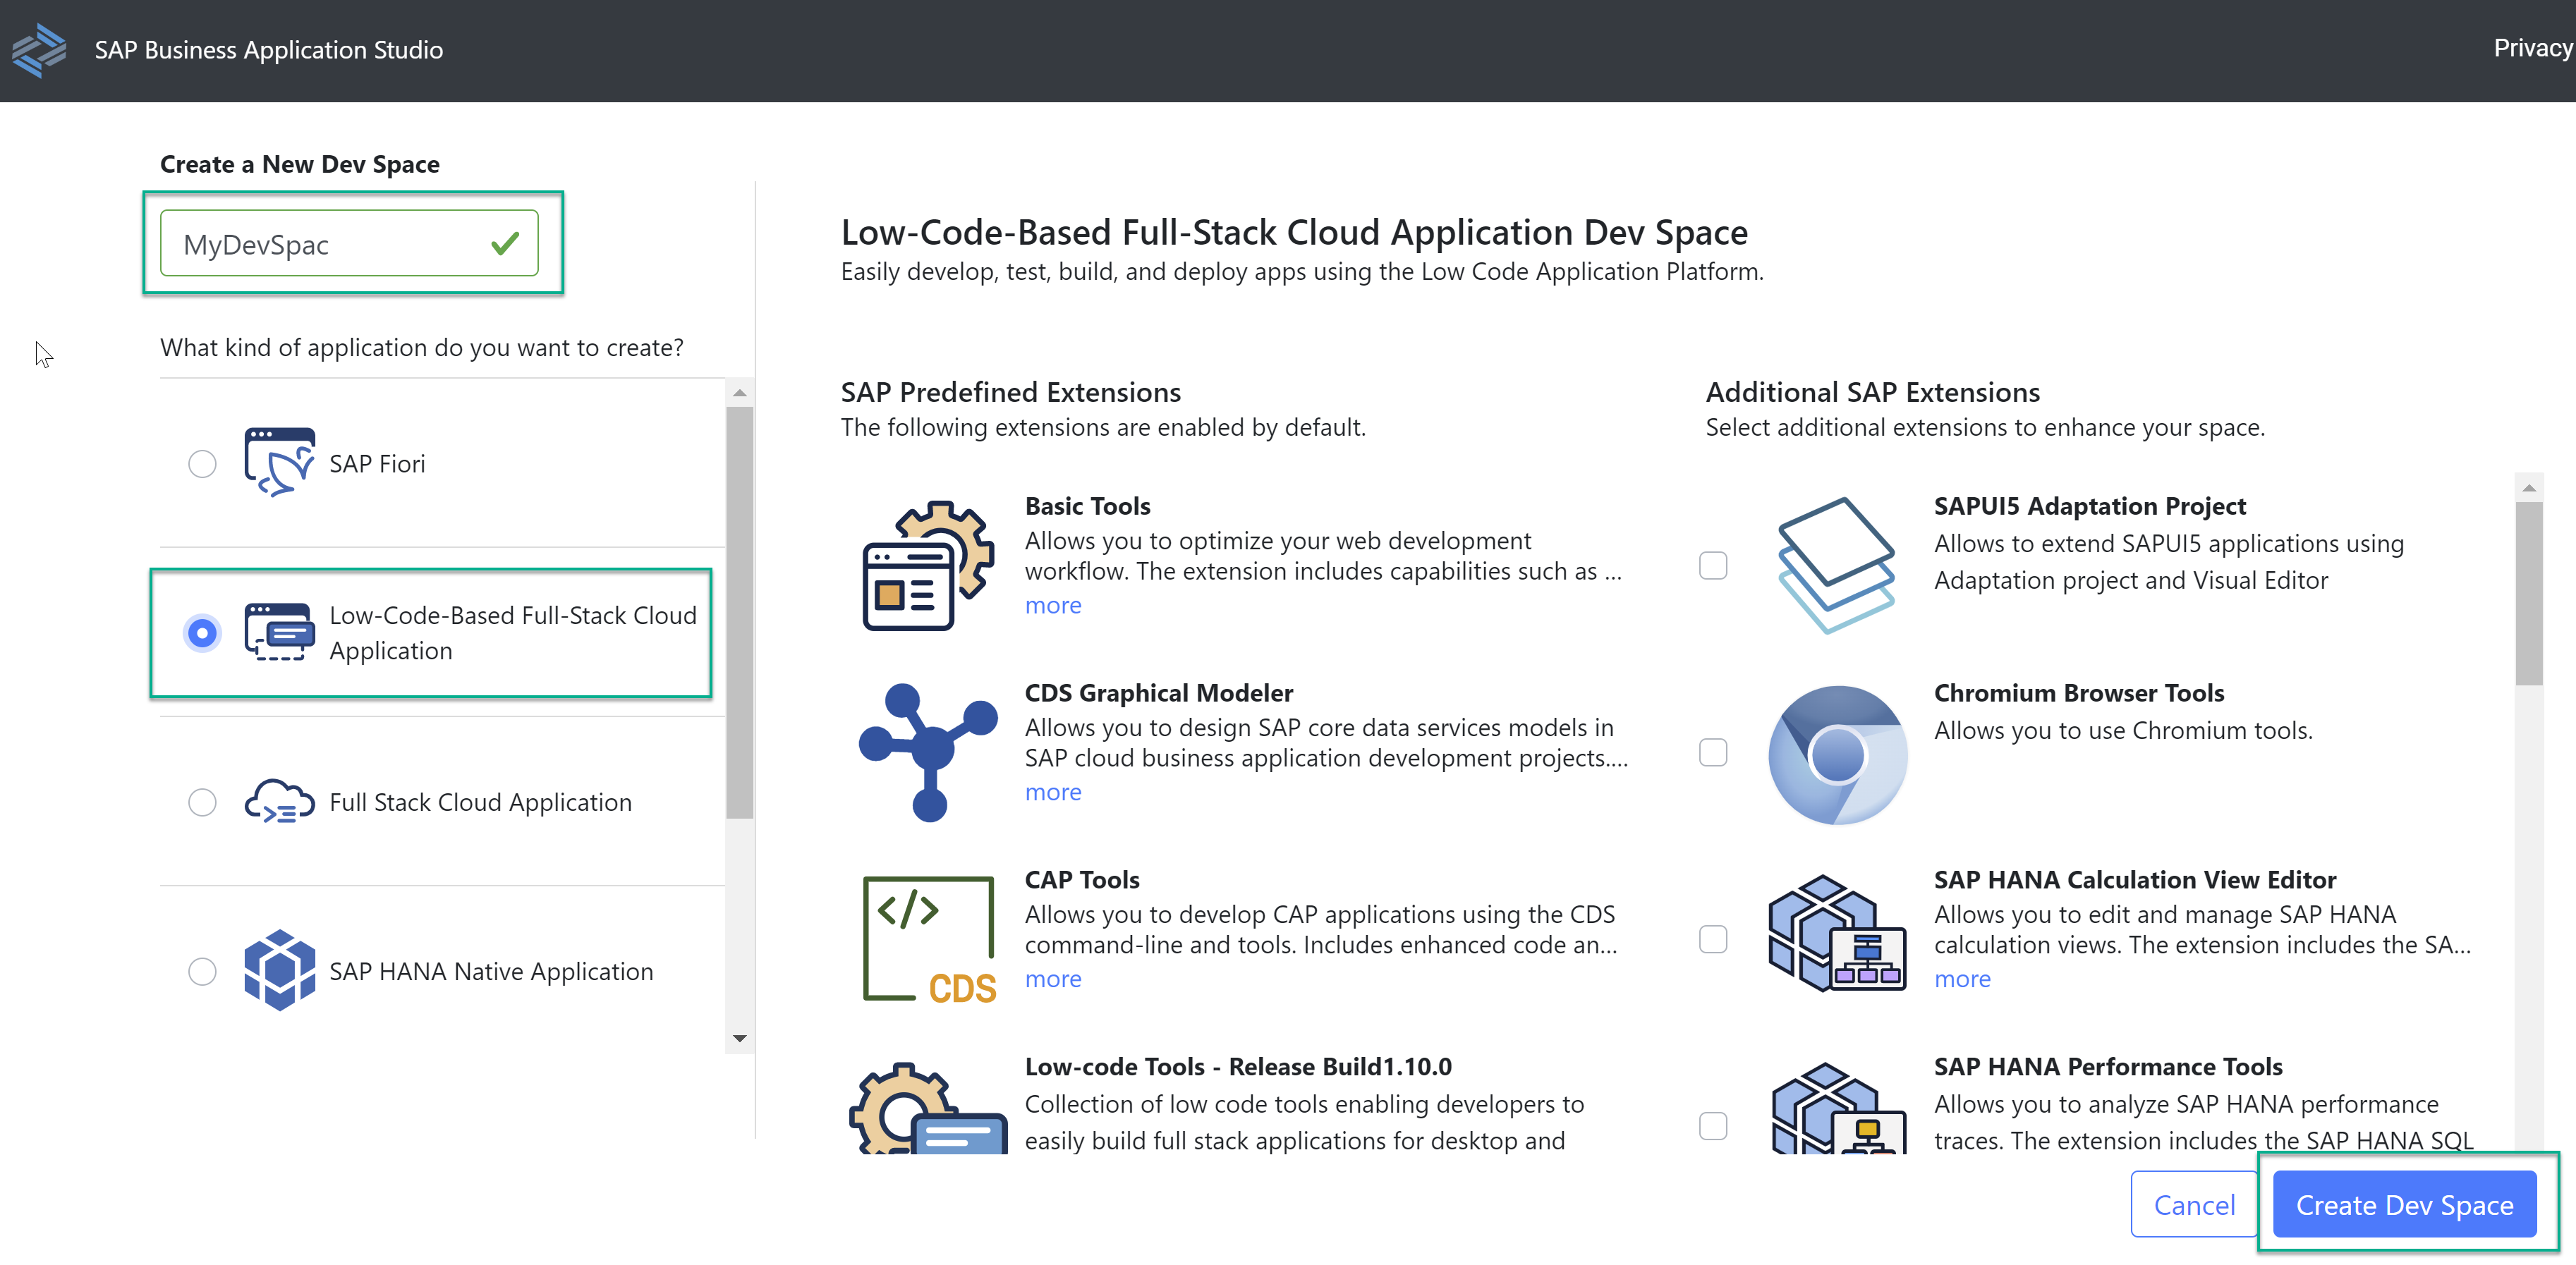 SAP Business Application Studio
Privacy
Create a New Dev Space
MyDevSpac
What kind of application do you want to create?
SAP Fiori
Low-Code-Based Full-Stack Cloud
Application
Full Stack Cloud Application
SAP HANA Native Application
Low-Code-Based Full-Stack Cloud Application Dev Space
Easily develop, test, build, and deploy apps using the Low Code Application Platform.
SAP Predefined Extensions
The following extensions are enabled by default.
Basic Tools
Allows you to optimize your web development
workflow. The extension includes capabilities such as ...
more
CDS Graphical Modeler
Allows you to design SAP core data services models in
SAP cloud business application development projects....
more
</>
CDS
CAP Tools
Allows you to develop CAP applications using the CDS
command-line and tools. Includes enhanced code an...
more
Low-code Tools - Release Build1.10.0
Collection of low code tools enabling developers to
easily build full stack applications for desktop and
Additional SAP Extensions
Select additional extensions to enhance your space.
SAPUI5 Adaptation Project
Allows to extend SAPUI5 applications using
Adaptation project and Visual Editor
Chromium Browser Tools
Allows you to use Chromium tools.
SAP HANA Calculation View Editor
Allows you to edit and manage SAP HANA
calculation views. The extension includes the SA...
more
SAP HANA Performance Tools
Allows you to analyze SAP HANA performance
traces. The extension includes the SAP HANA SQL
Cancel
Create Dev Space